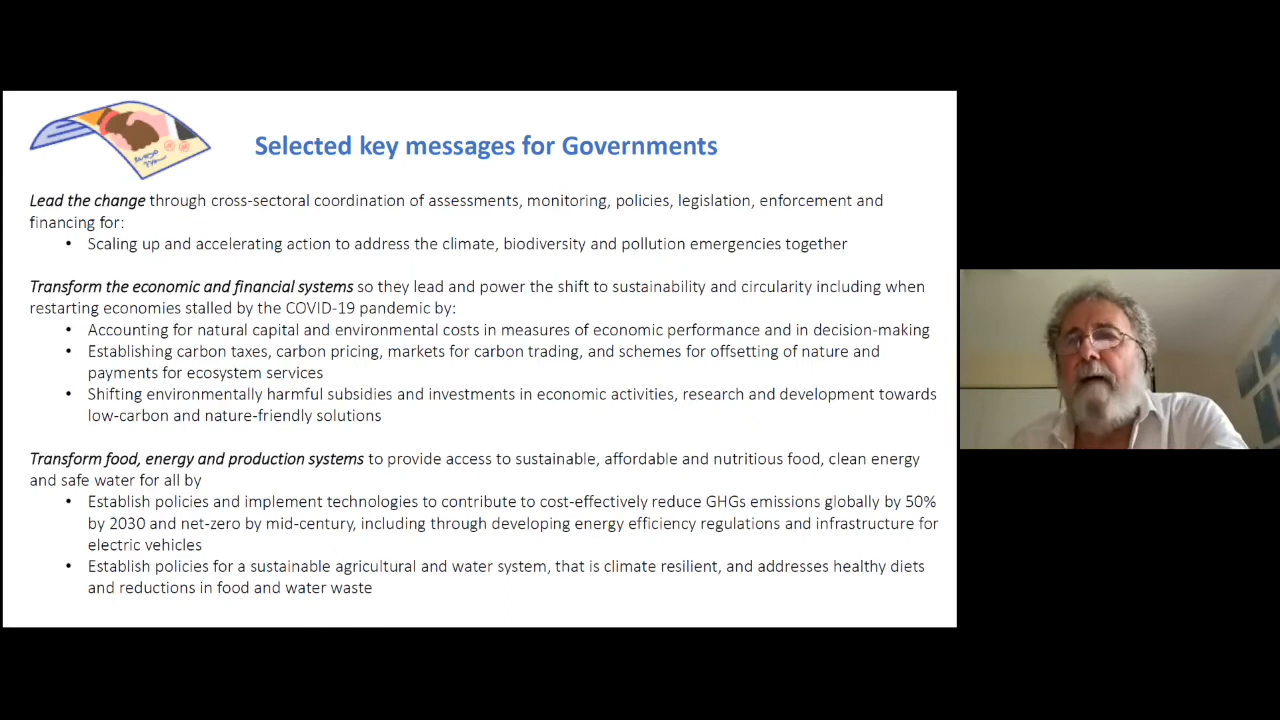 Selected key messages for Governments
Lead the change through cross-sectoral coordination of assessments, monitoring, policies, legislation, enforcement and
financing for:
• Scaling up and accelerating action to address the climate, biodiversity and pollution emergencies together
Transform the economic and financial systems so they lead and power the shift to sustainability and circularity including when
restarting economies stalled by the COVID-19 pandemic by:
• Accounting for natural capital and environmental costs in measures of economic performance and in decision-making
• Establishing carbon taxes, carbon pricing, markets for carbon trading, and schemes for offsetting of nature and
payments for ecosystem services
• Shifting environmentally harmful subsidies and investments in economic activities, research and development towards
low-carbon and nature-friendly solutions
Transform food, energy and production systems to provide access to sustainable, affordable and nutritious food, clean energy
and safe water for all by
• Establish policies and implement technologies to contribute to cost-effectively reduce GHGs emissions globally by 50%
by 2030 and net-zero by mid-century, including through developing energy efficiency regulations and infrastructure for
electric vehicles
• Establish policies for a sustainable agricultural and water system, that is climate resilient, and addresses healthy diets
and reductions in food and water waste